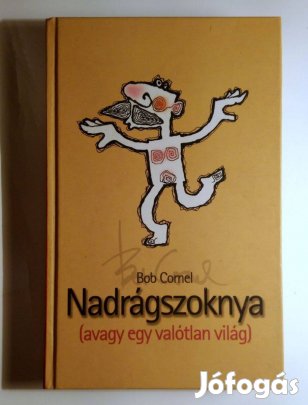 Bob Cornel
Nadrágszoknya
(avagy egy valótlan világ)
Jófogás